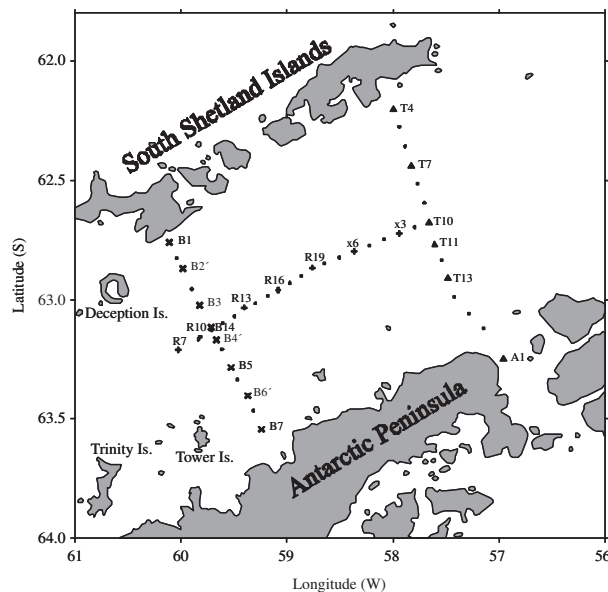 62.0
62.5
63.0
63.5
64.0
61
60
59
58
57
56
Latitude (S)
Longitude (W)
South Shetland Islands
T4
T7
x3
T10
x6
T11
R19
T13
R16
R13
B1
B2´
B3
Deception Is.
R10
B14
B4´
R7
B5
A1
B6´
B7
Trinity Is.
Tower Is.
Antarctic Peninsula